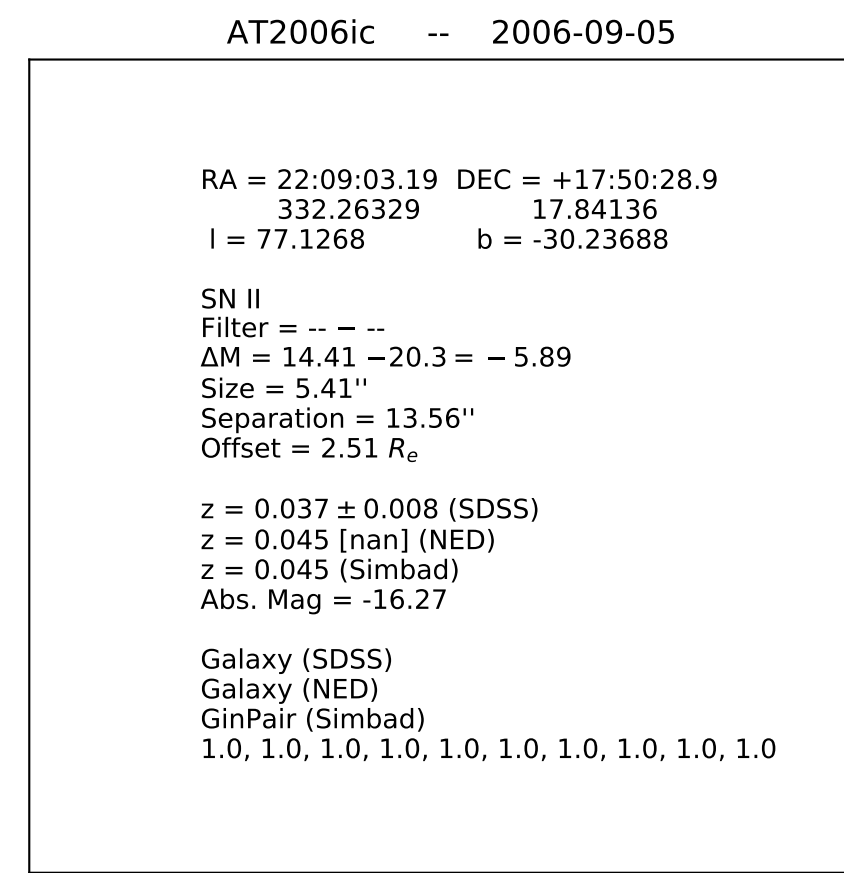 AT2006ic -- 2006-09-05
RA = 22:09:03.19 DEC = +17:50:28.9
332.26329 17.84136
l = 77.1268 b = -30.23688
SN II
Filter = -- − --
ΔM = 14.41 −20.3 = − 5.89
Size = 5.41''
Separation = 13.56''
Offset = 2.51 Rₑ
z = 0.037 ± 0.008 (SDSS)
z = 0.045 [nan] (NED)
z = 0.045 (Simbad)
Abs. Mag = -16.27
Galaxy (SDSS)
Galaxy (NED)
GinPair (Simbad)
1.0, 1.0, 1.0, 1.0, 1.0, 1.0, 1.0, 1.0, 1.0, 1.0